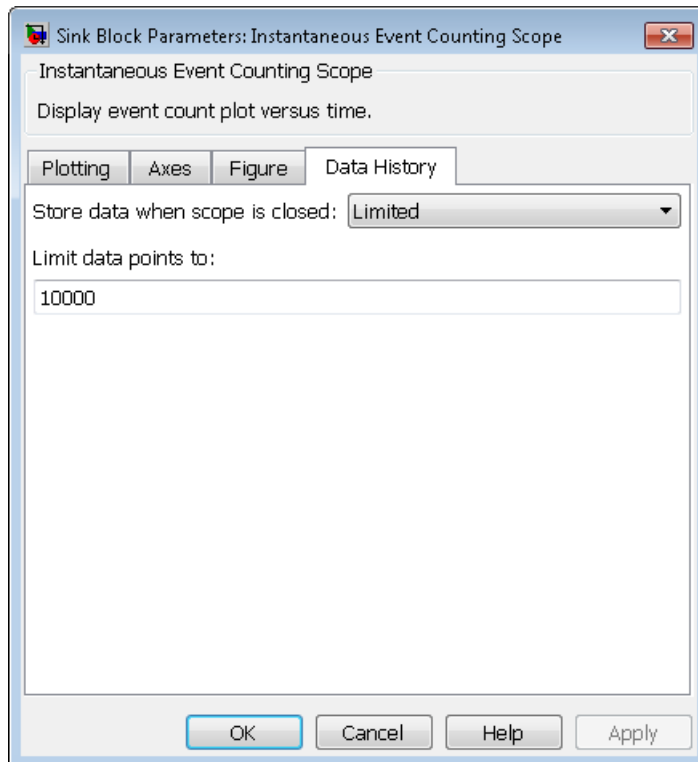 Sink Block Parameters: Instantaneous Event Counting Scope
Instantaneous Event Counting Scope
Display event count plot versus time.
Plotting Axes Figure Data History
Store data when scope is closed: Limited
Limit data points to:
10000
OK Cancel Help Apply